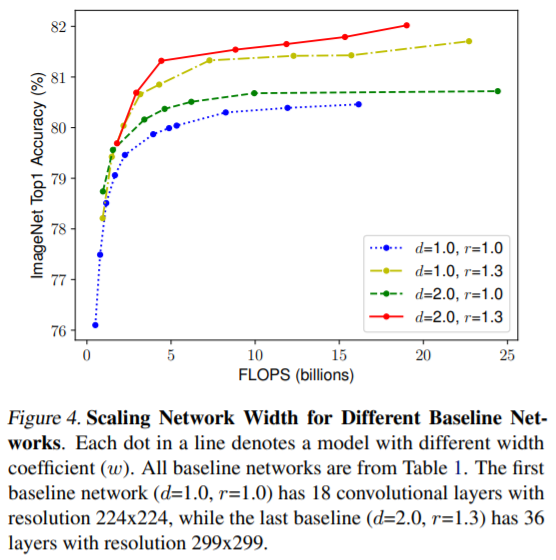 82
81
80
79
78
77
76
ImageNet Top1 Accuracy (%)
d=1.0, r=1.0
d=1.0, r=1.3
d=2.0, r=1.0
d=2.0, r=1.3
0 5 10 15 20 25
FLOPS (billions)
Figure 4. Scaling Network Width for Different Baseline Net-
works. Each dot in a line denotes a model with different width
coefficient (w). All baseline networks are from Table 1. The first
baseline network (d=1.0, r=1.0) has 18 convolutional layers with
resolution 224x224, while the last baseline (d=2.0, r=1.3) has 36
layers with resolution 299x299.